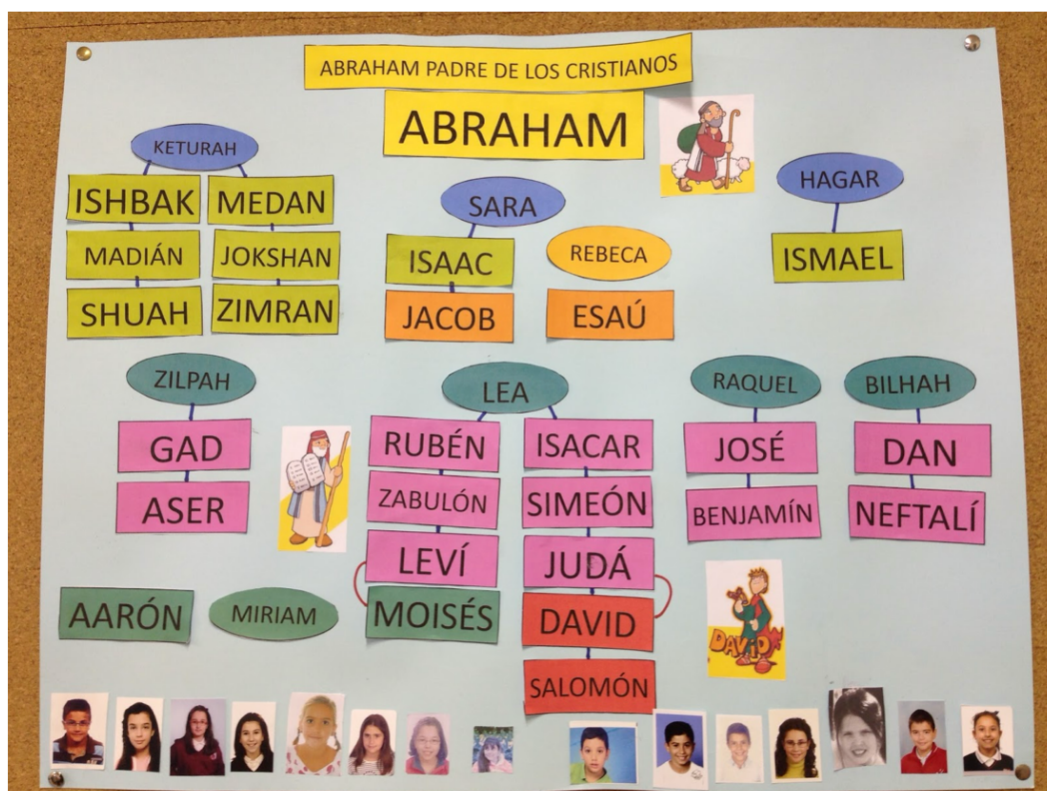 ABRAHAM PADRE DE LOS CRISTIANOS
ABRAHAM
KETURAH
ISHBAK MEDAN
MADIÁN JOKSHAN
SHUAH ZIMRAN
SARA
ISAAC REBECA
JACOB ESAÚ
HAGAR
ISMAEL
ZILPAH
GAD
ASER
LEA
RUBÉN ISACAR
ZABULÓN SIMEÓN
LEVÍ JUDÁ
RAQUEL
JOSÉ
BENJAMÍN
BILHAH
DAN
NEFTALÍ
AARÓN MIRIAM MOISÉS DAVID
SALOMÓN
DAVID